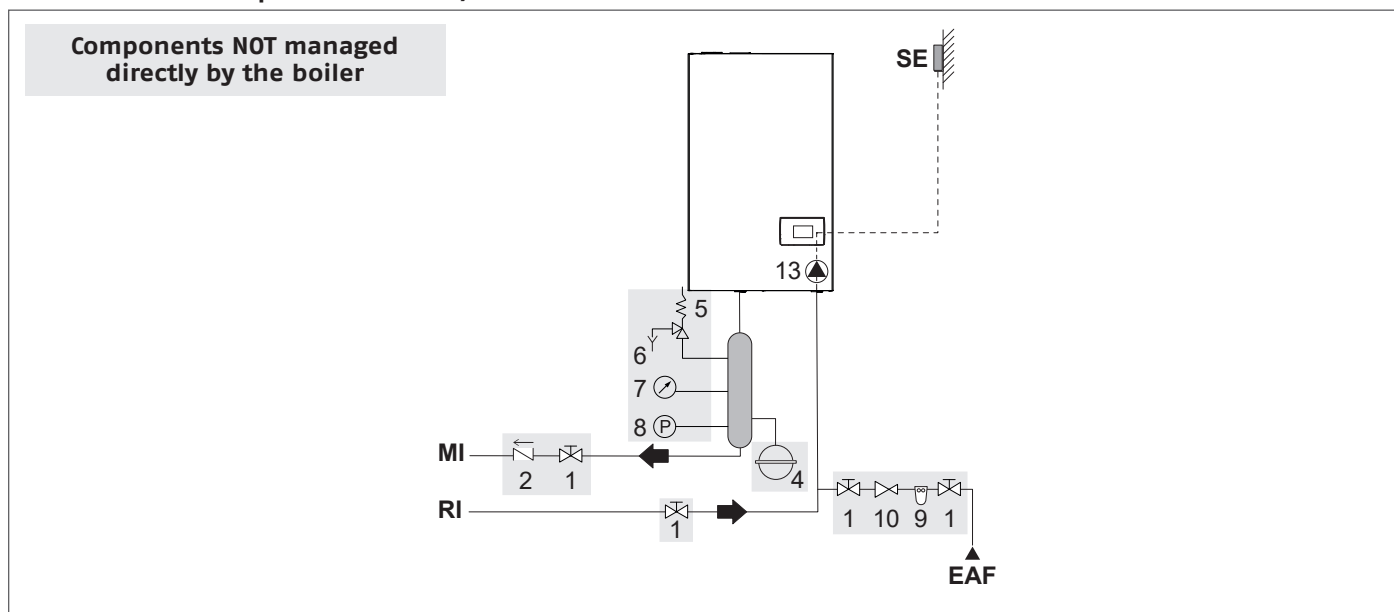 Components NOT managed
directly by the boiler
SE
13
5
6
7
8 P
MI
2 1
4
RI
1
1 10 9 1
EAF